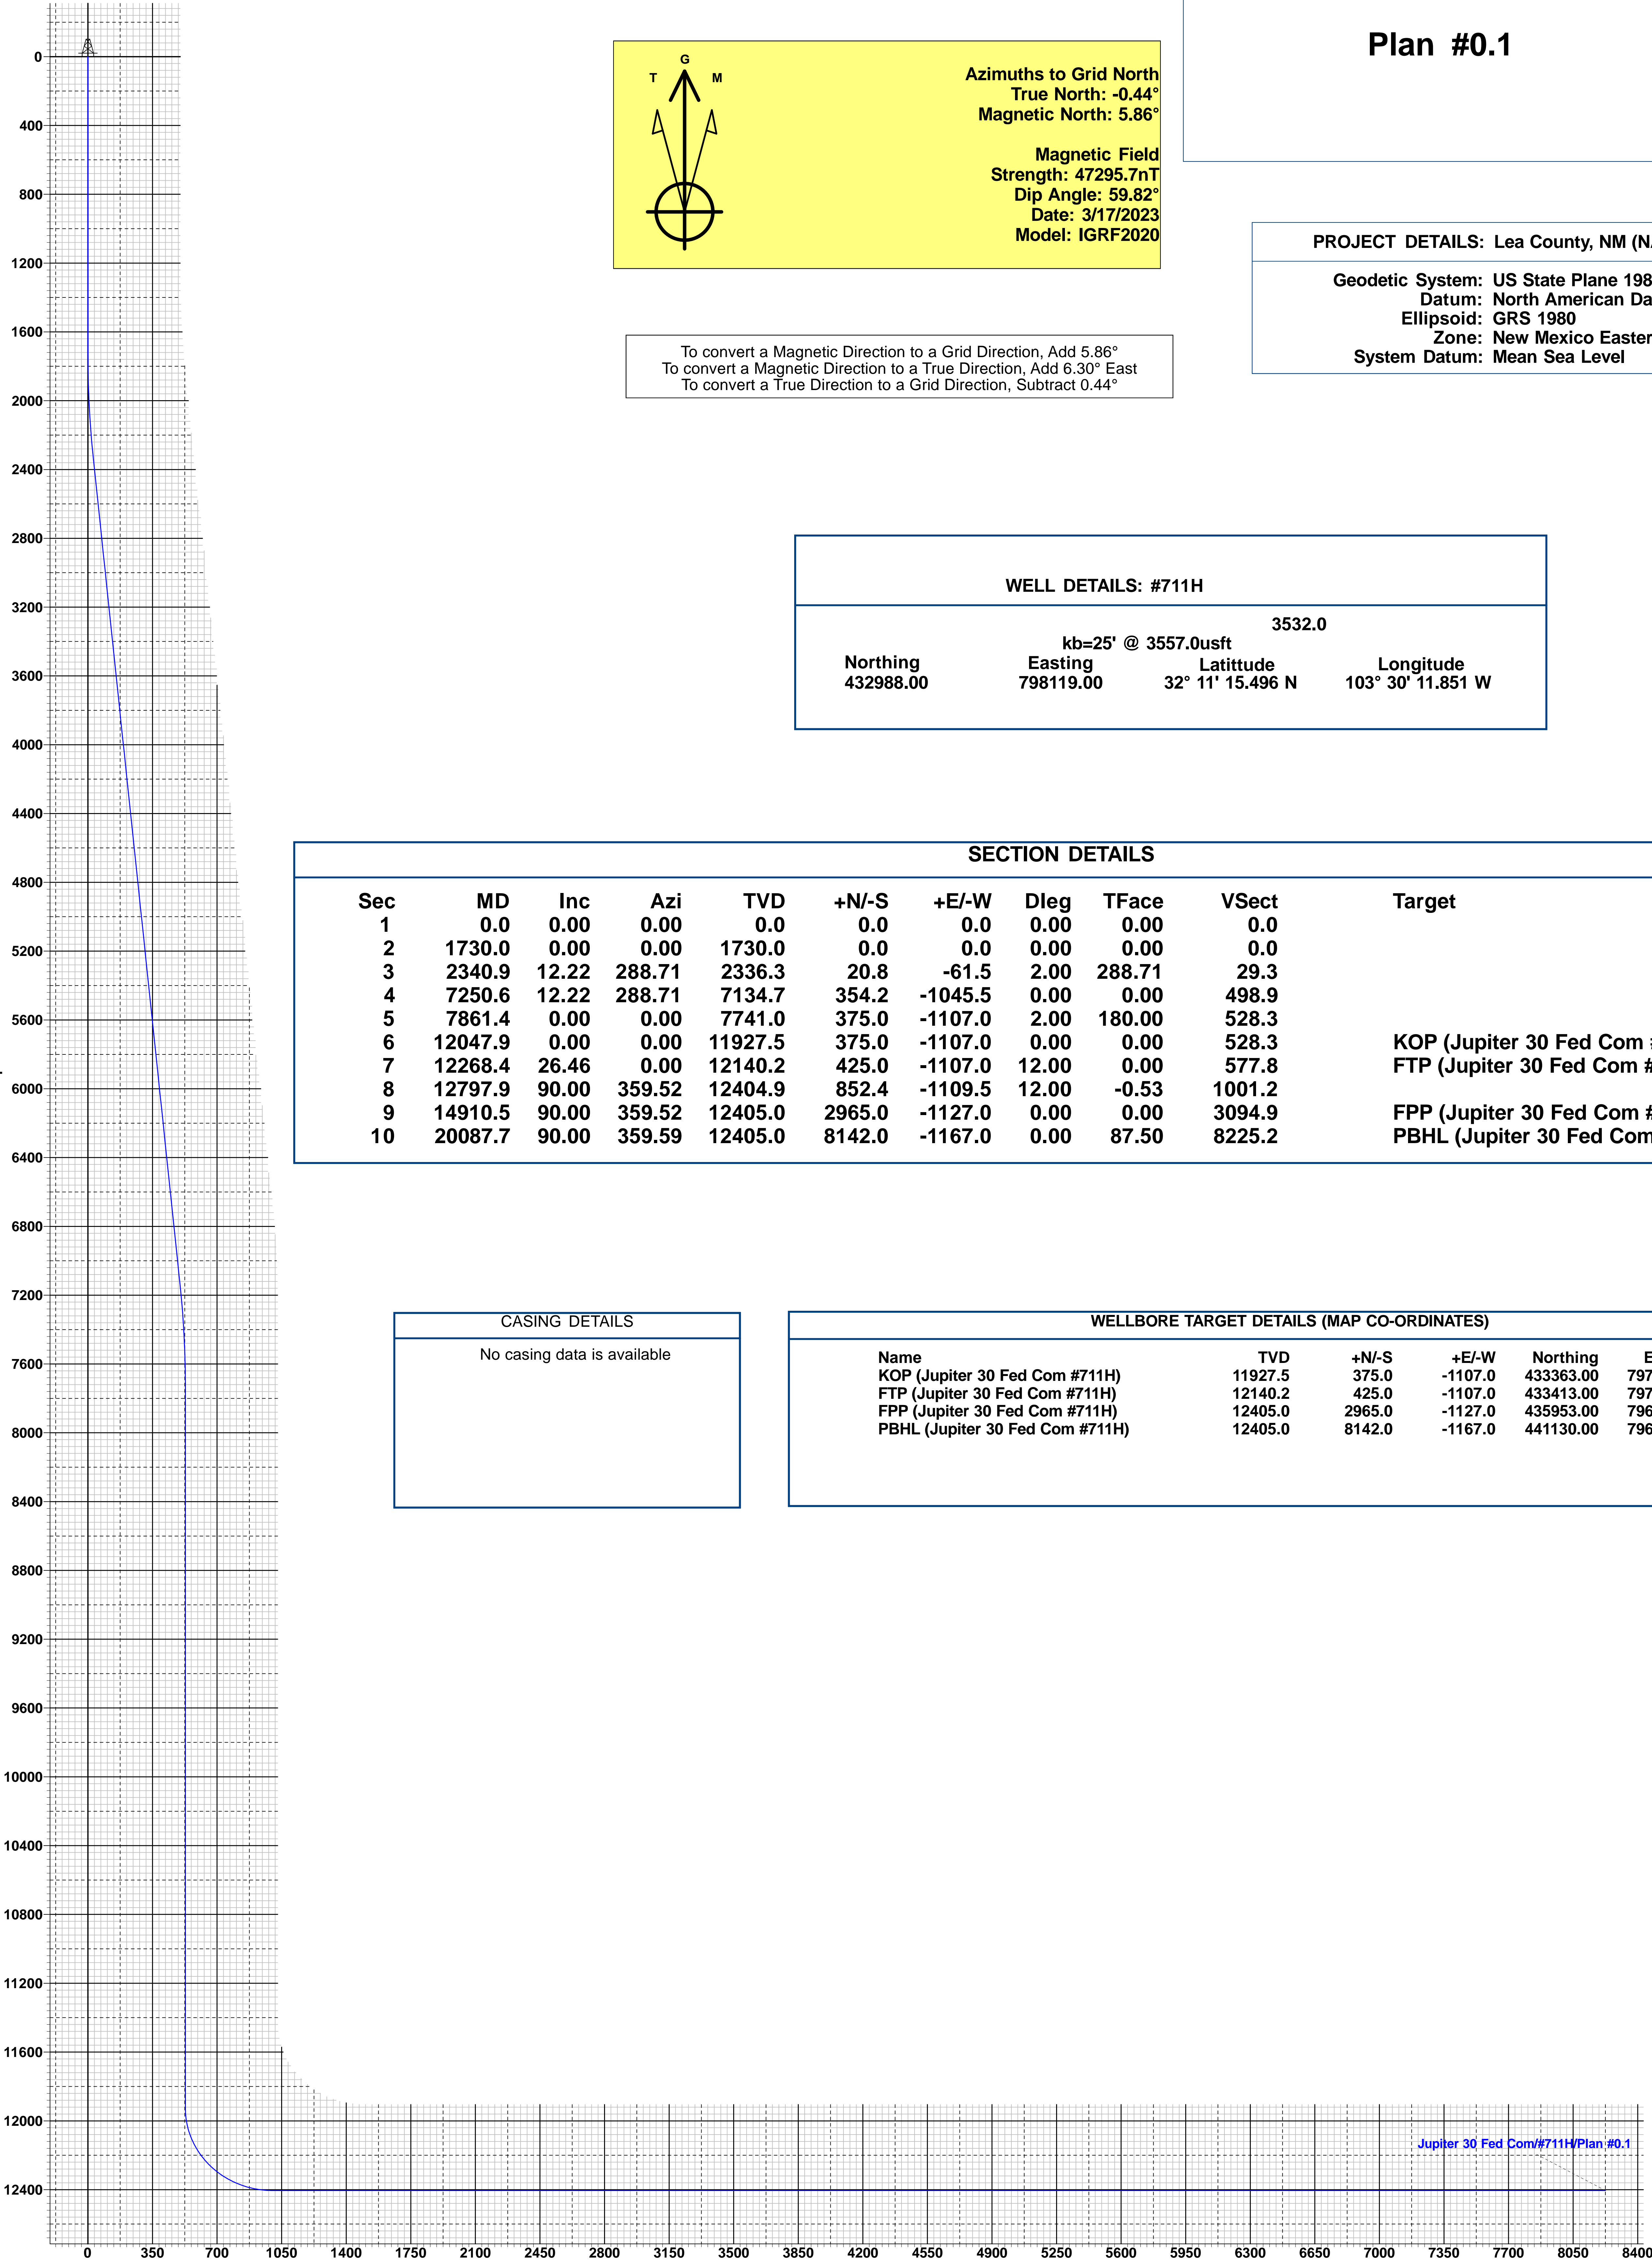 Plan #0.1
G
T M
Azimuths to Grid North
True North: -0.44°
Magnetic North: 5.86°
Magnetic Field
Strength: 47295.7nT
Dip Angle: 59.82°
Date: 3/17/2023
Model: IGRF2020
PROJECT DETAILS: Lea County, NM
Geodetic System: US State Plane
Datum: North American
Ellipsoid: GRS 1980
Zone: New Mexico
System Datum: Mean Sea Level
To convert a Magnetic Direction to a Grid Direction, Add 5.86°
To convert a Magnetic Direction to a True Direction, Add 6.30° East
To convert a True Direction to a Grid Direction, Subtract 0.44°
WELL DETAILS: #711H
3532.0
kb=25' @ 3557.0usft
Northing Easting Latittude Longitude
432988.00 798119.00 32° 11' 15.496 N 103° 30' 11.851 W
SECTION DETAILS
Sec MD Inc Azi TVD +N/-S +E/-W Dleg TFace VSect Target
1 0.0 0.00 0.00 0.0 0.0 0.0 0.00 0.00 0.0
2 1730.0 0.00 0.00 1730.0 0.0 0.0 0.00 0.00 0.0
3 2340.9 12.22 288.71 2336.3 20.8 -61.5 2.00 288.71 29.3
4 7250.6 12.22 288.71 7134.7 354.2 -1045.5 0.00 0.00 498.9
5 7861.4 0.00 0.00 7741.0 375.0 -1107.0 2.00 180.00 528.3
6 12047.9 0.00 0.00 11927.5 375.0 -1107.0 0.00 0.00 528.3 KOP (Jupiter 30 Fed Com
7 12268.4 26.46 0.00 12140.2 425.0 -1107.0 12.00 0.00 577.8 FTP (Jupiter 30 Fed Com
8 12797.9 90.00 359.52 12404.9 852.4 -1109.5 12.00 -0.53 1001.2
9 14910.5 90.00 359.52 12405.0 2965.0 -1127.0 0.00 0.00 3094.9 FPP (Jupiter 30 Fed Com
10 20087.7 90.00 359.59 12405.0 8142.0 -1167.0 0.00 87.50 8225.2 PBHL (Jupiter 30 Fed Com
CASING DETAILS
No casing data is available
WELLBORE TARGET DETAILS (MAP CO-ORDINATES)
Name TVD +N/-S +E/-W Northing
KOP (Jupiter 30 Fed Com #711H) 11927.5 375.0 -1107.0 433363.00
FTP (Jupiter 30 Fed Com #711H) 12140.2 425.0 -1107.0 433413.00
FPP (Jupiter 30 Fed Com #711H) 12405.0 2965.0 -1127.0 435953.00
PBHL (Jupiter 30 Fed Com #711H) 12405.0 8142.0 -1167.0 441130.00
0
400
800
1200
1600
2000
2400
2800
3200
3600
4000
4400
4800
5200
5600
6000
6400
6800
7200
7600
8000
8400
8800
9200
9600
10000
10400
10800
11200
11600
12000
12400
Jupiter 30 Fed Com/#711H/Plan #0.1
0 350 700 1050 1400 1750 2100 2450 2800 3150 3500 3850 4200 4550 4900 5250 5600 5950 6300 6650 7000 7350 7700 8050 8400